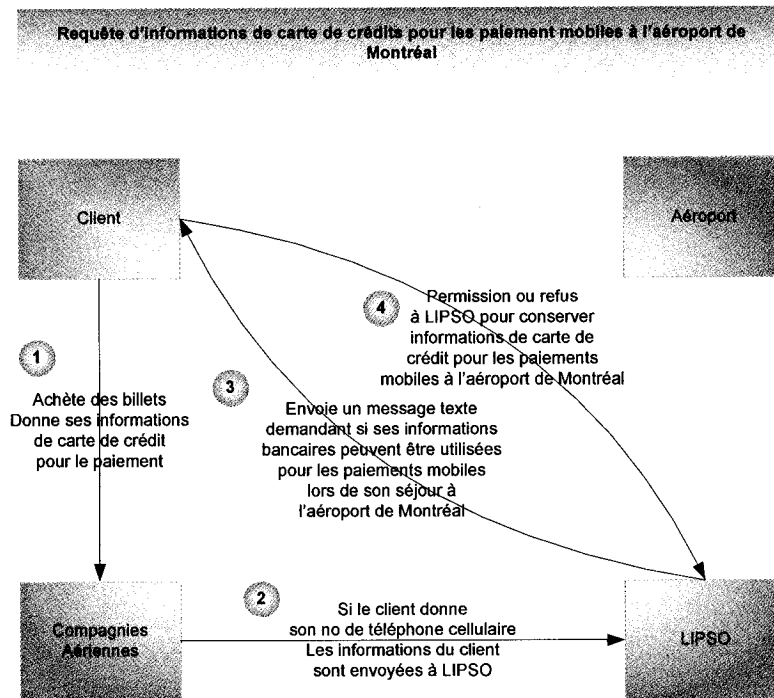 Requête d'informations de carte de crédits pour les paiement mobiles à l'aéroport de
Montréal
Client
Aéroport
4
Permission ou refus
à LIPSO pour conserver
informations de carte de
crédit pour les paiements
mobiles à l'aéroport de Montréal
1
Achète des billets
Donne ses informations
de carte de crédit
pour le paiement
3
Envoie un message texte
demandant si ses informations
bancaires peuvent être utilisées
pour les paiements mobiles
lors de son séjour à
l'aéroport de Montréal
Compagnies
Aériennes
2
Si le client donne
son no de téléphone cellulaire
Les informations du client
sont envoyées à LIPSO
LIPSO